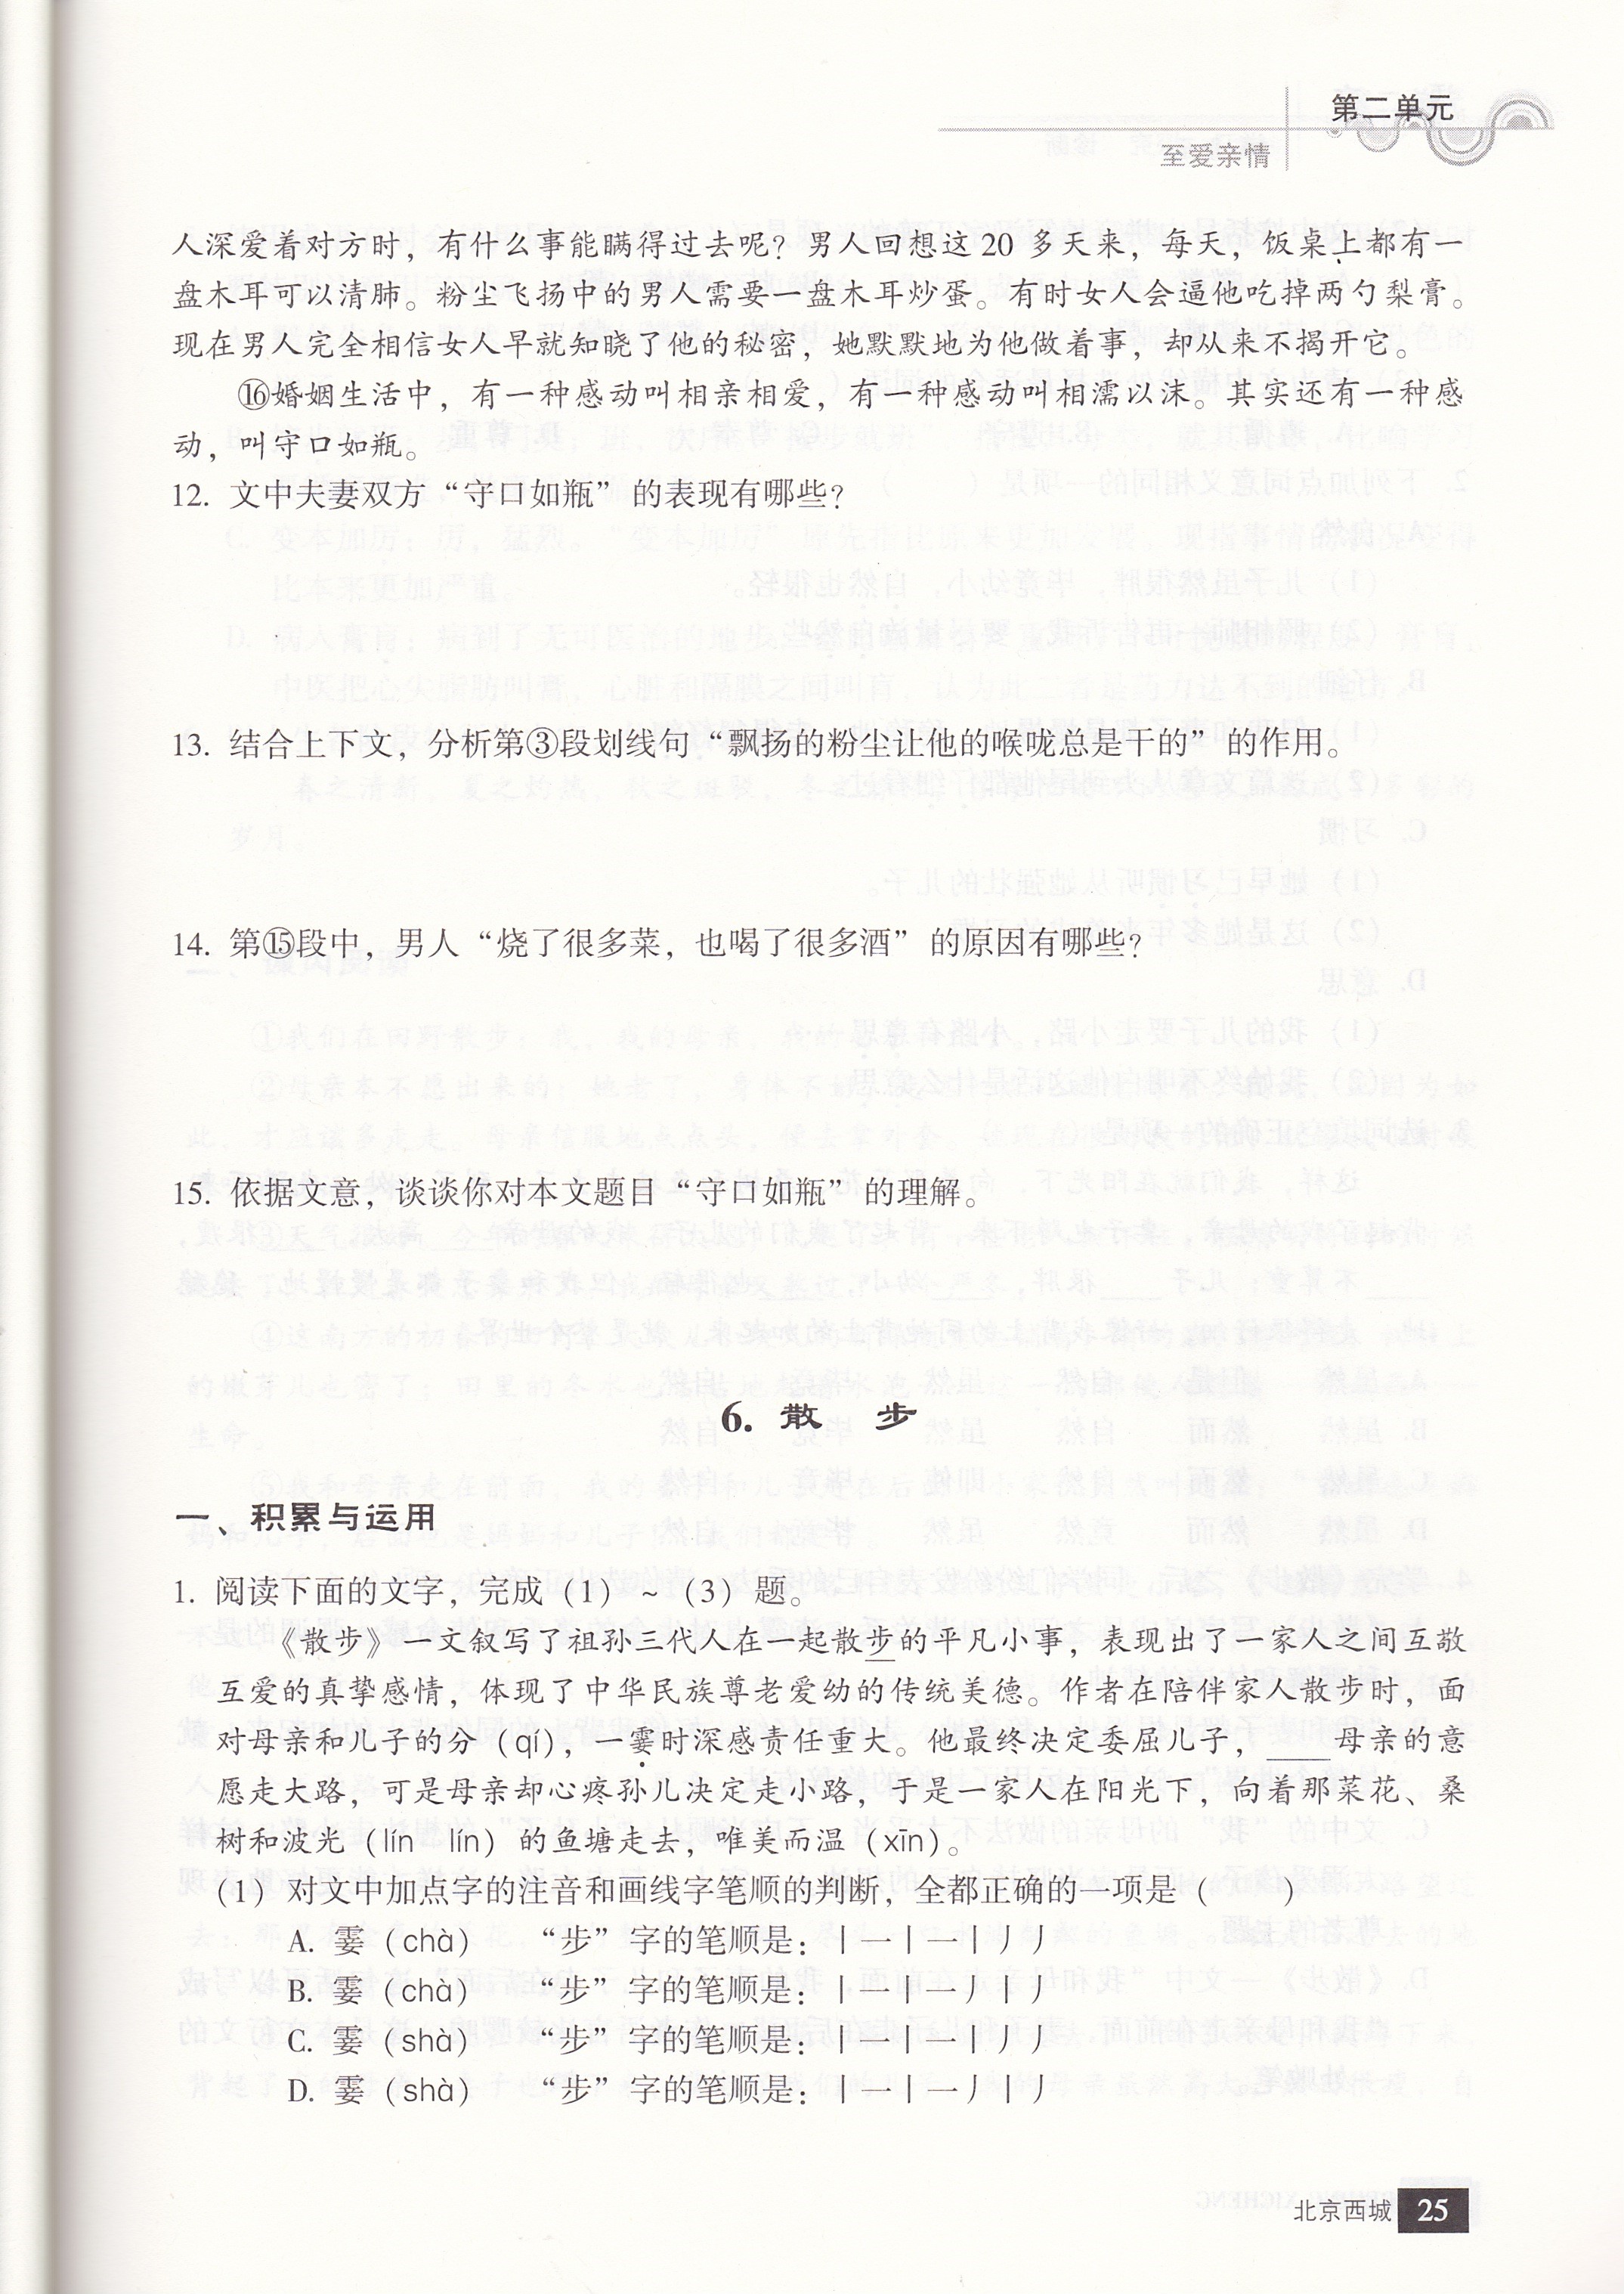 第二单元
至爱亲情
人深爱着对方时，有什么事能瞒得过去呢？男人回想这20多天来，每天，饭桌上都有一
盘木耳可以清肺。粉尘飞扬中的男人需要一盘木耳炒蛋。有时女人会逼他吃掉两勺梨膏。
现在男人完全相信女人早就知晓了他的秘密，她默默地为他做着事，却从来不揭开它。
⑯婚姻生活中，有一种感动叫相亲相爱，有一种感动叫相濡以沫。其实还有一种感
动，叫守口如瓶。
12. 文中夫妻双方“守口如瓶”的表现有哪些？
13. 结合上下文，分析第③段划线句“飘扬的粉尘让他的喉咙总是干的”的作用。
14. 第⑮段中，男人“烧了很多菜，也喝了很多酒”的原因有哪些？
15. 依据文意，谈谈你对本文题目“守口如瓶”的理解。
6. 散 步
一、积累与运用
1. 阅读下面的文字，完成（1）~（3）题。
《散步》一文叙写了祖孙三代人在一起散步的平凡小事，表现出了一家人之间互敬
互爱的真挚感情，体现了中华民族尊老爱幼的传统美德。作者在陪伴家人散步时，面
对母亲和儿子的分（qí），一霎时深感责任重大。他最终决定委屈儿子，____母亲的意
愿走大路，可是母亲却心疼孙儿决定走小路，于是一家人在阳光下，向着那菜花、桑
树和波光（lín lín）的鱼塘走去，唯美而温（xīn）。
（1）对文中加点字的注音和画线字笔顺的判断，全都正确的一项是（ ）
A. 霎（chà） “步”字的笔顺是：丨一丨一丨丿丿
B. 霎（chà） “步”字的笔顺是：丨一丨一丿丨丿
C. 霎（shà） “步”字的笔顺是：丨一丨一丨丿丿
D. 霎（shà） “步”字的笔顺是：丨一丨一丿丨丿
北京西城 25